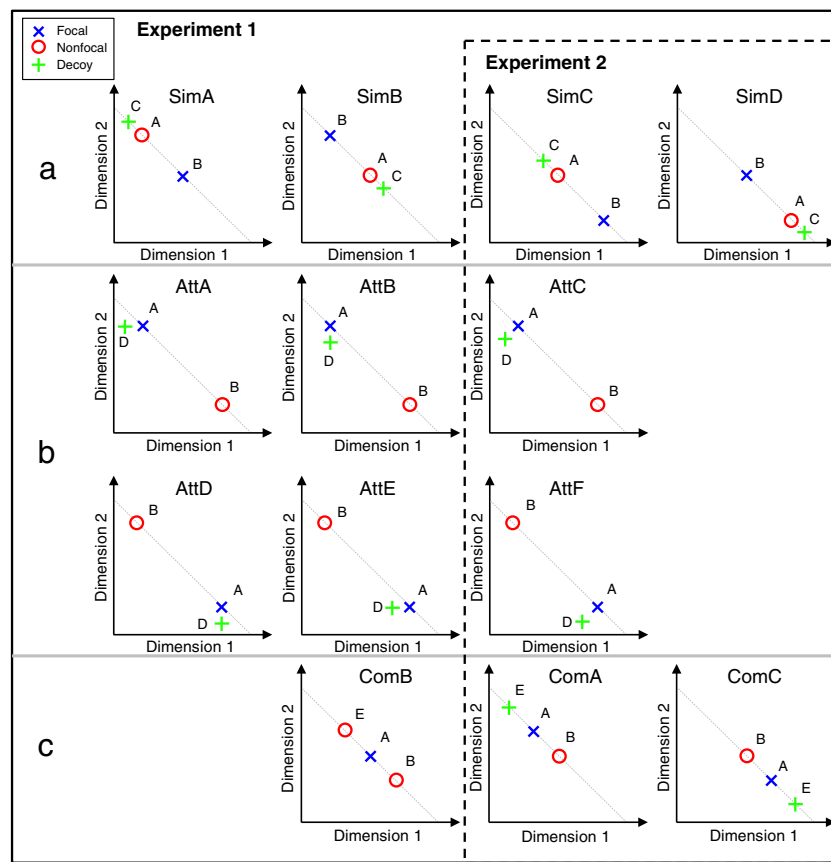 Focal
Nonfocal
Decoy
Experiment 1
Experiment 2
a
SimA
C
A
B
Dimension 2
Dimension 1
SimB
B
A
C
Dimension 2
Dimension 1
SimC
C
A
B
Dimension 2
Dimension 1
SimD
B
A
C
Dimension 2
Dimension 1
b
AttA
A
D
B
Dimension 2
Dimension 1
AttB
A
D
B
Dimension 2
Dimension 1
AttC
A
D
B
Dimension 2
Dimension 1
AttD
B
A
D
Dimension 2
Dimension 1
AttE
B
A
D
Dimension 2
Dimension 1
AttF
B
A
D
Dimension 2
Dimension 1
c
ComB
E
A
B
Dimension 2
Dimension 1
ComA
E
A
B
Dimension 2
Dimension 1
ComC
B
A
E
Dimension 2
Dimension 1